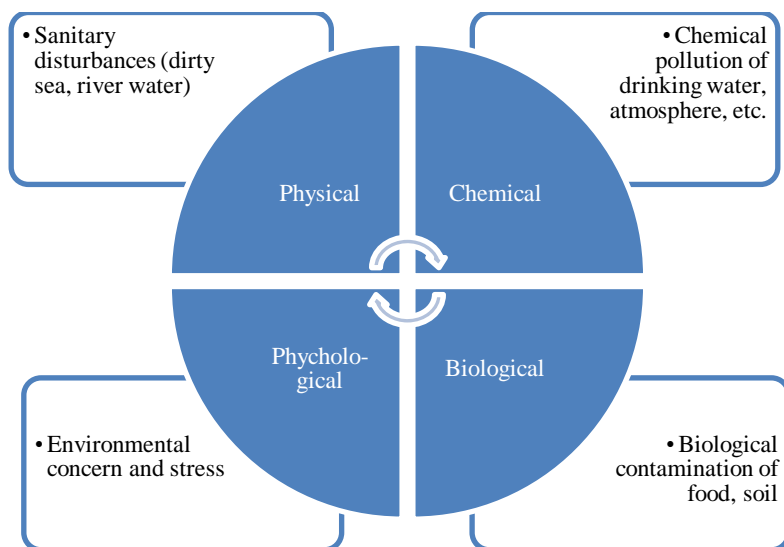 • Sanitary
disturbances (dirty
sea, river water)
• Chemical
pollution of
drinking water,
atmosphere, etc.
Physical
Chemical
Phycholo-
gical
Biological
• Environmental
concern and stress
• Biological
contamination of
food, soil